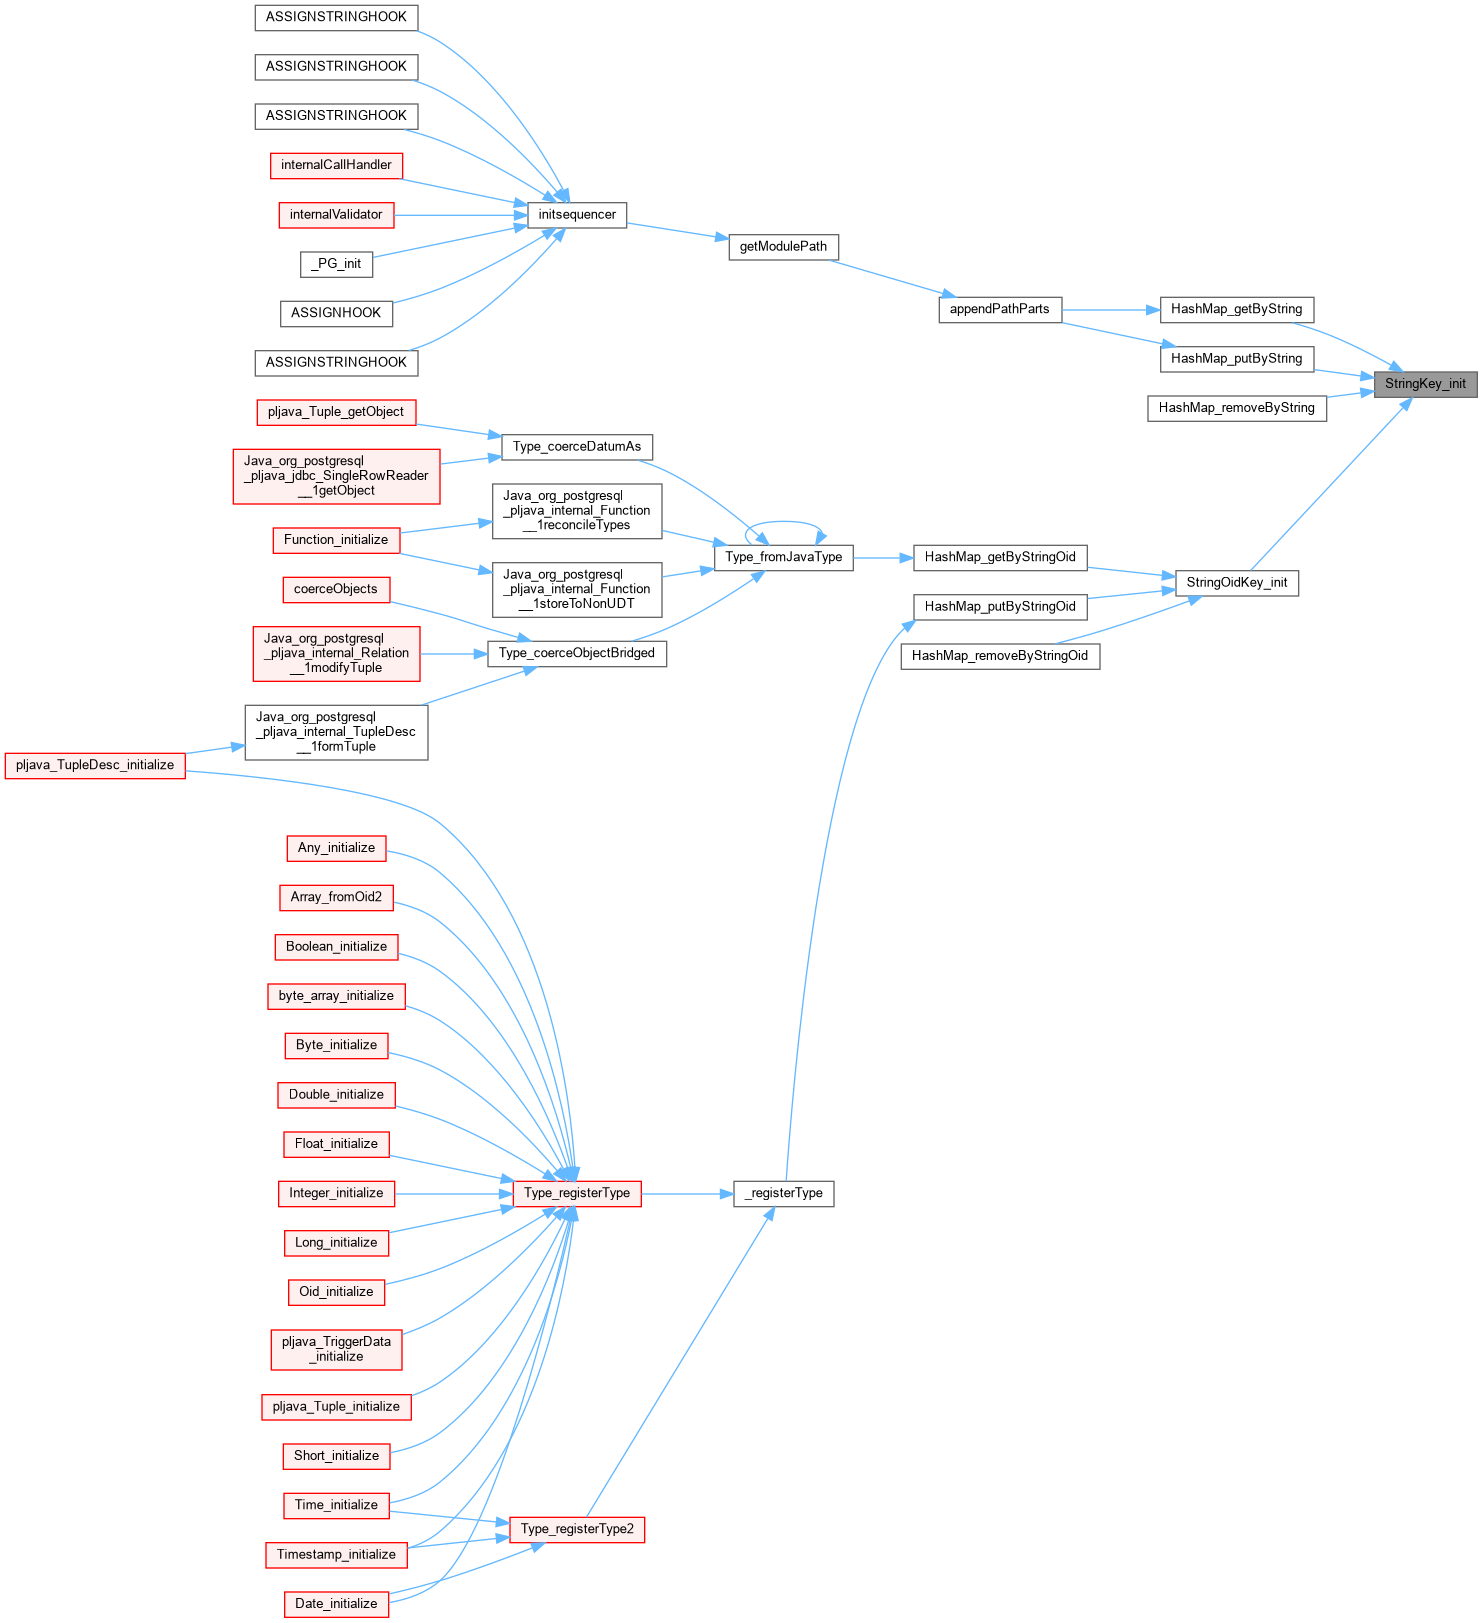 ASSIGNSTRINGHOOK
ASSIGNSTRINGHOOK
ASSIGNSTRINGHOOK
internalCallHandler
internalValidator
initsequencer
_PG_init
getModulePath
ASSIGNHOOK
appendPathParts
HashMap_getByString
ASSIGNSTRINGHOOK
HashMap_putByString
StringKey_init
HashMap_removeByString
pljava_Tuple_getObject
Type_coerceDatumAs
Java_org_postgresql
_pljava_jdbc_SingleRowReader
__1getObject
Java_org_postgresql
_pljava_internal_Function
__1reconcileTypes
Function_initialize
Type_fromJavaType
HashMap_getByStringOid
StringOidKey_init
Java_org_postgresql
_pljava_internal_Function
__1storeToNonUDT
coerceObjects
HashMap_putByStringOid
HashMap_removeByStringOid
Java_org_postgresql
_pljava_internal_Relation
__1modifyTuple
Type_coerceObjectBridged
Java_org_postgresql
_pljava_internal_TupleDesc
__1formTuple
pljava_TupleDesc_initialize
Any_initialize
Array_fromOid2
Boolean_initialize
byte_array_initialize
Byte_initialize
Double_initialize
Float_initialize
Integer_initialize
Type_registerType
_registerType
Long_initialize
Oid_initialize
pljava_TriggerData
_initialize
pljava_Tuple_initialize
Short_initialize
Time_initialize
Type_registerType2
Timestamp_initialize
Date_initialize